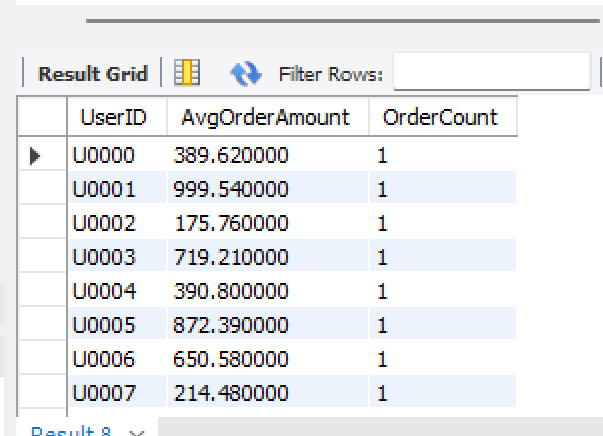 Result Grid Filter Rows:
UserID AvgOrderAmount OrderCount
U0000 389.620000 1
U0001 999.540000 1
U0002 175.760000 1
U0003 719.210000 1
U0004 390.800000 1
U0005 872.390000 1
U0006 650.580000 1
U0007 214.480000 1
Result 8